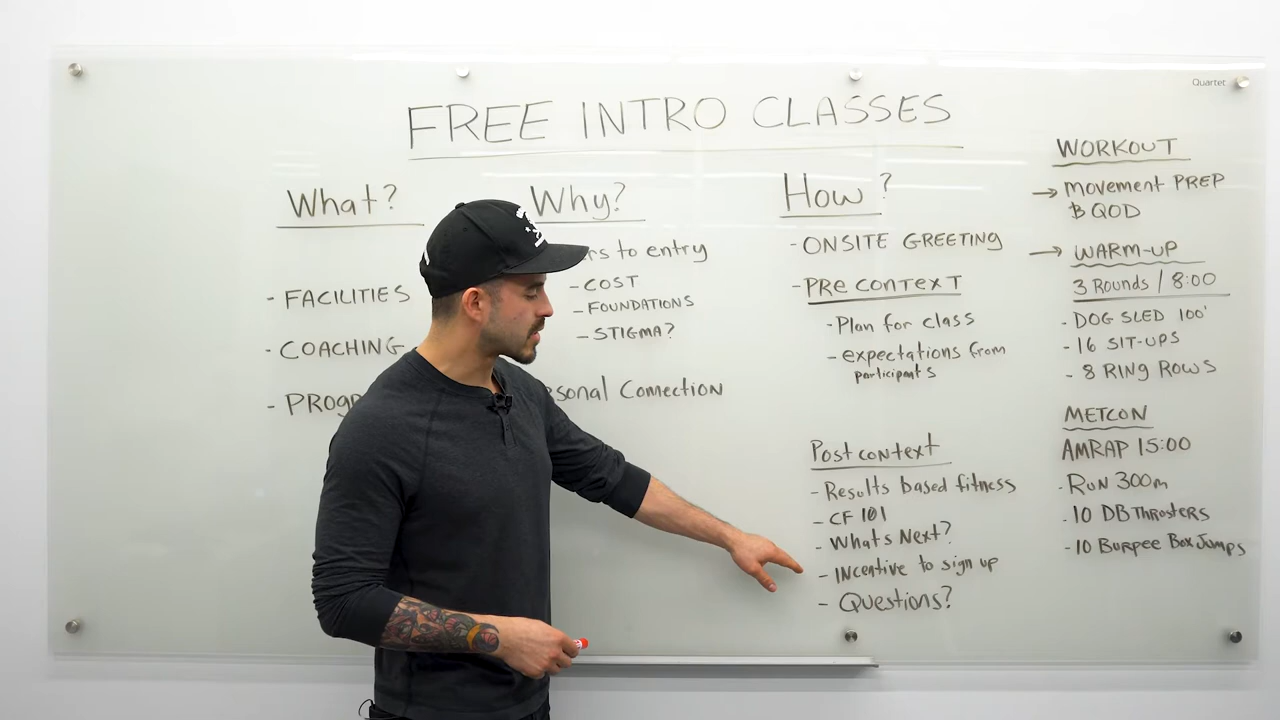 Quartet
FREE INTRO CLASSES
What?
- FACILITIES
- COACHING
Why?
to entry
- COST
- FOUNDATIONS
- STIGMA?
Connection
How?
- ONSITE GREETING
- PRE CONTEXT
- Plan for class
- expectations from
participants
Post context
- Results based fitness
- CF 101
- Whats Next?
- Incentive to sign up
- Questions?
WORKOUT
→ Movement PREP
& QOD
→ WARM-UP
3 Rounds / 8:00
- DOG SLED 100'
- 16 SIT-UPS
- 8 RING ROWS
METCON
AMRAP 15:00
- RUN 300m
- 10 DB Thrusters
- 10 Burpee Box Jumps